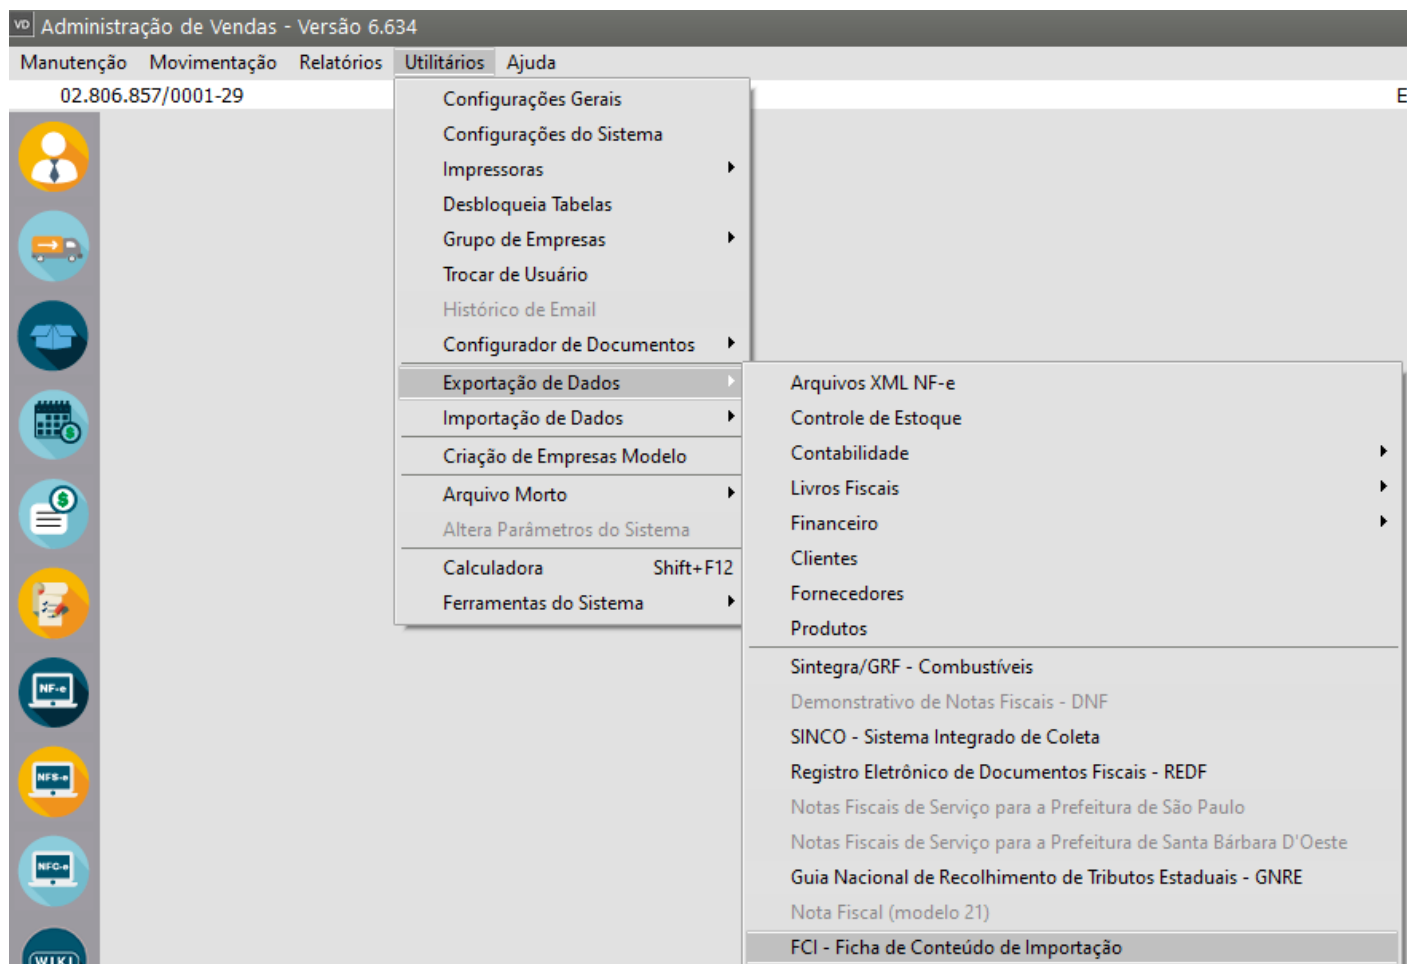 VD Administração de Vendas - Versão 6.634
Manutenção Movimentação Relatórios Utilitários Ajuda
02.806.857/0001-29 E
Configurações Gerais
Configurações do Sistema
Impressoras
Desbloqueia Tabelas
Grupo de Empresas
Trocar de Usuário
Histórico de Email
Configurador de Documentos
Exportação de Dados
Importação de Dados
Criação de Empresas Modelo
Arquivo Morto
Altera Parâmetros do Sistema
Calculadora Shift+F12
Ferramentas do Sistema
Arquivos XML NF-e
Controle de Estoque
Contabilidade
Livros Fiscais
Financeiro
Clientes
Fornecedores
Produtos
Sintegra/GRF - Combustíveis
Demonstrativo de Notas Fiscais - DNF
SINCO - Sistema Integrado de Coleta
Registro Eletrônico de Documentos Fiscais - REDF
Notas Fiscais de Serviço para a Prefeitura de São Paulo
Notas Fiscais de Serviço para a Prefeitura de Santa Bárbara D'Oeste
Guia Nacional de Recolhimento de Tributos Estaduais - GNRE
Nota Fiscal (modelo 21)
FCI - Ficha de Conteúdo de Importação
NF-e
NFS-e
NFC-e
WIKI